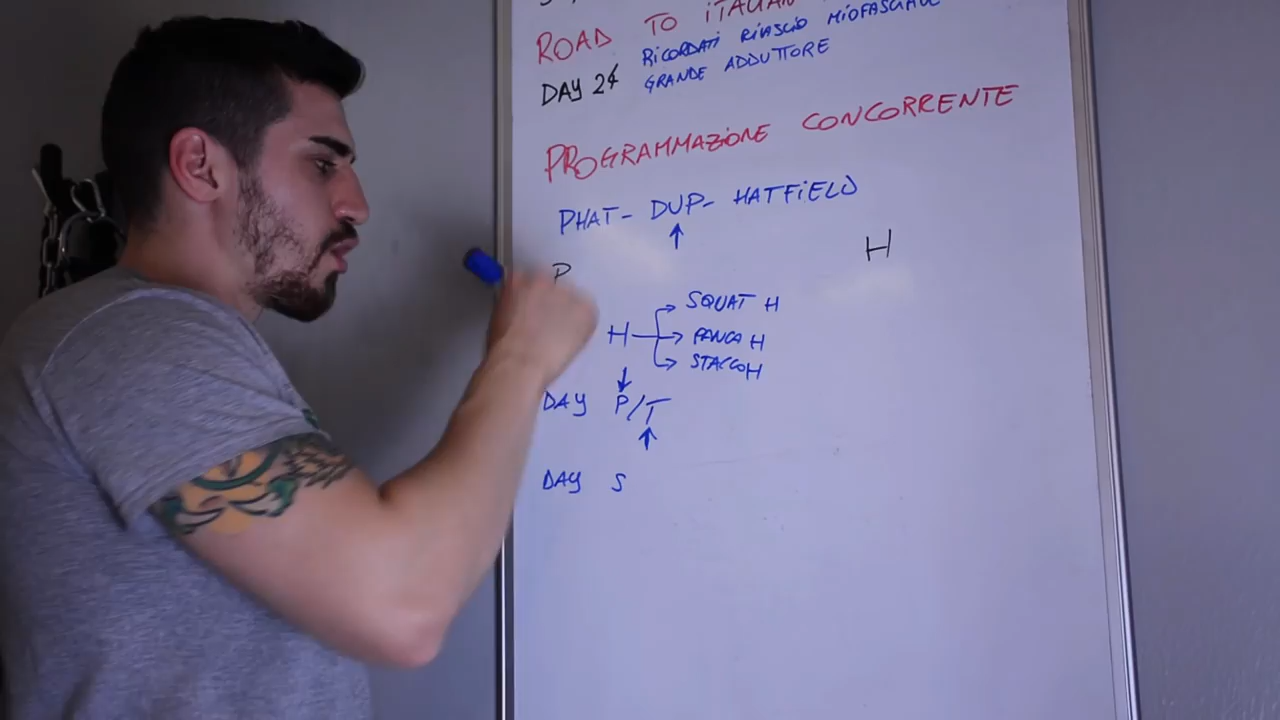 ROAD TO ITALIAN
RICORDATI RILASCIO MIOFASCIALE
DAY 24 GRANDE ADDUTTORE
PROGRAMMAZIONE CONCORRENTE
PHAT- DUP- HATFIELD
P H
H SQUAT H
PANCA H
STACCO H
DAY P/T
DAY S